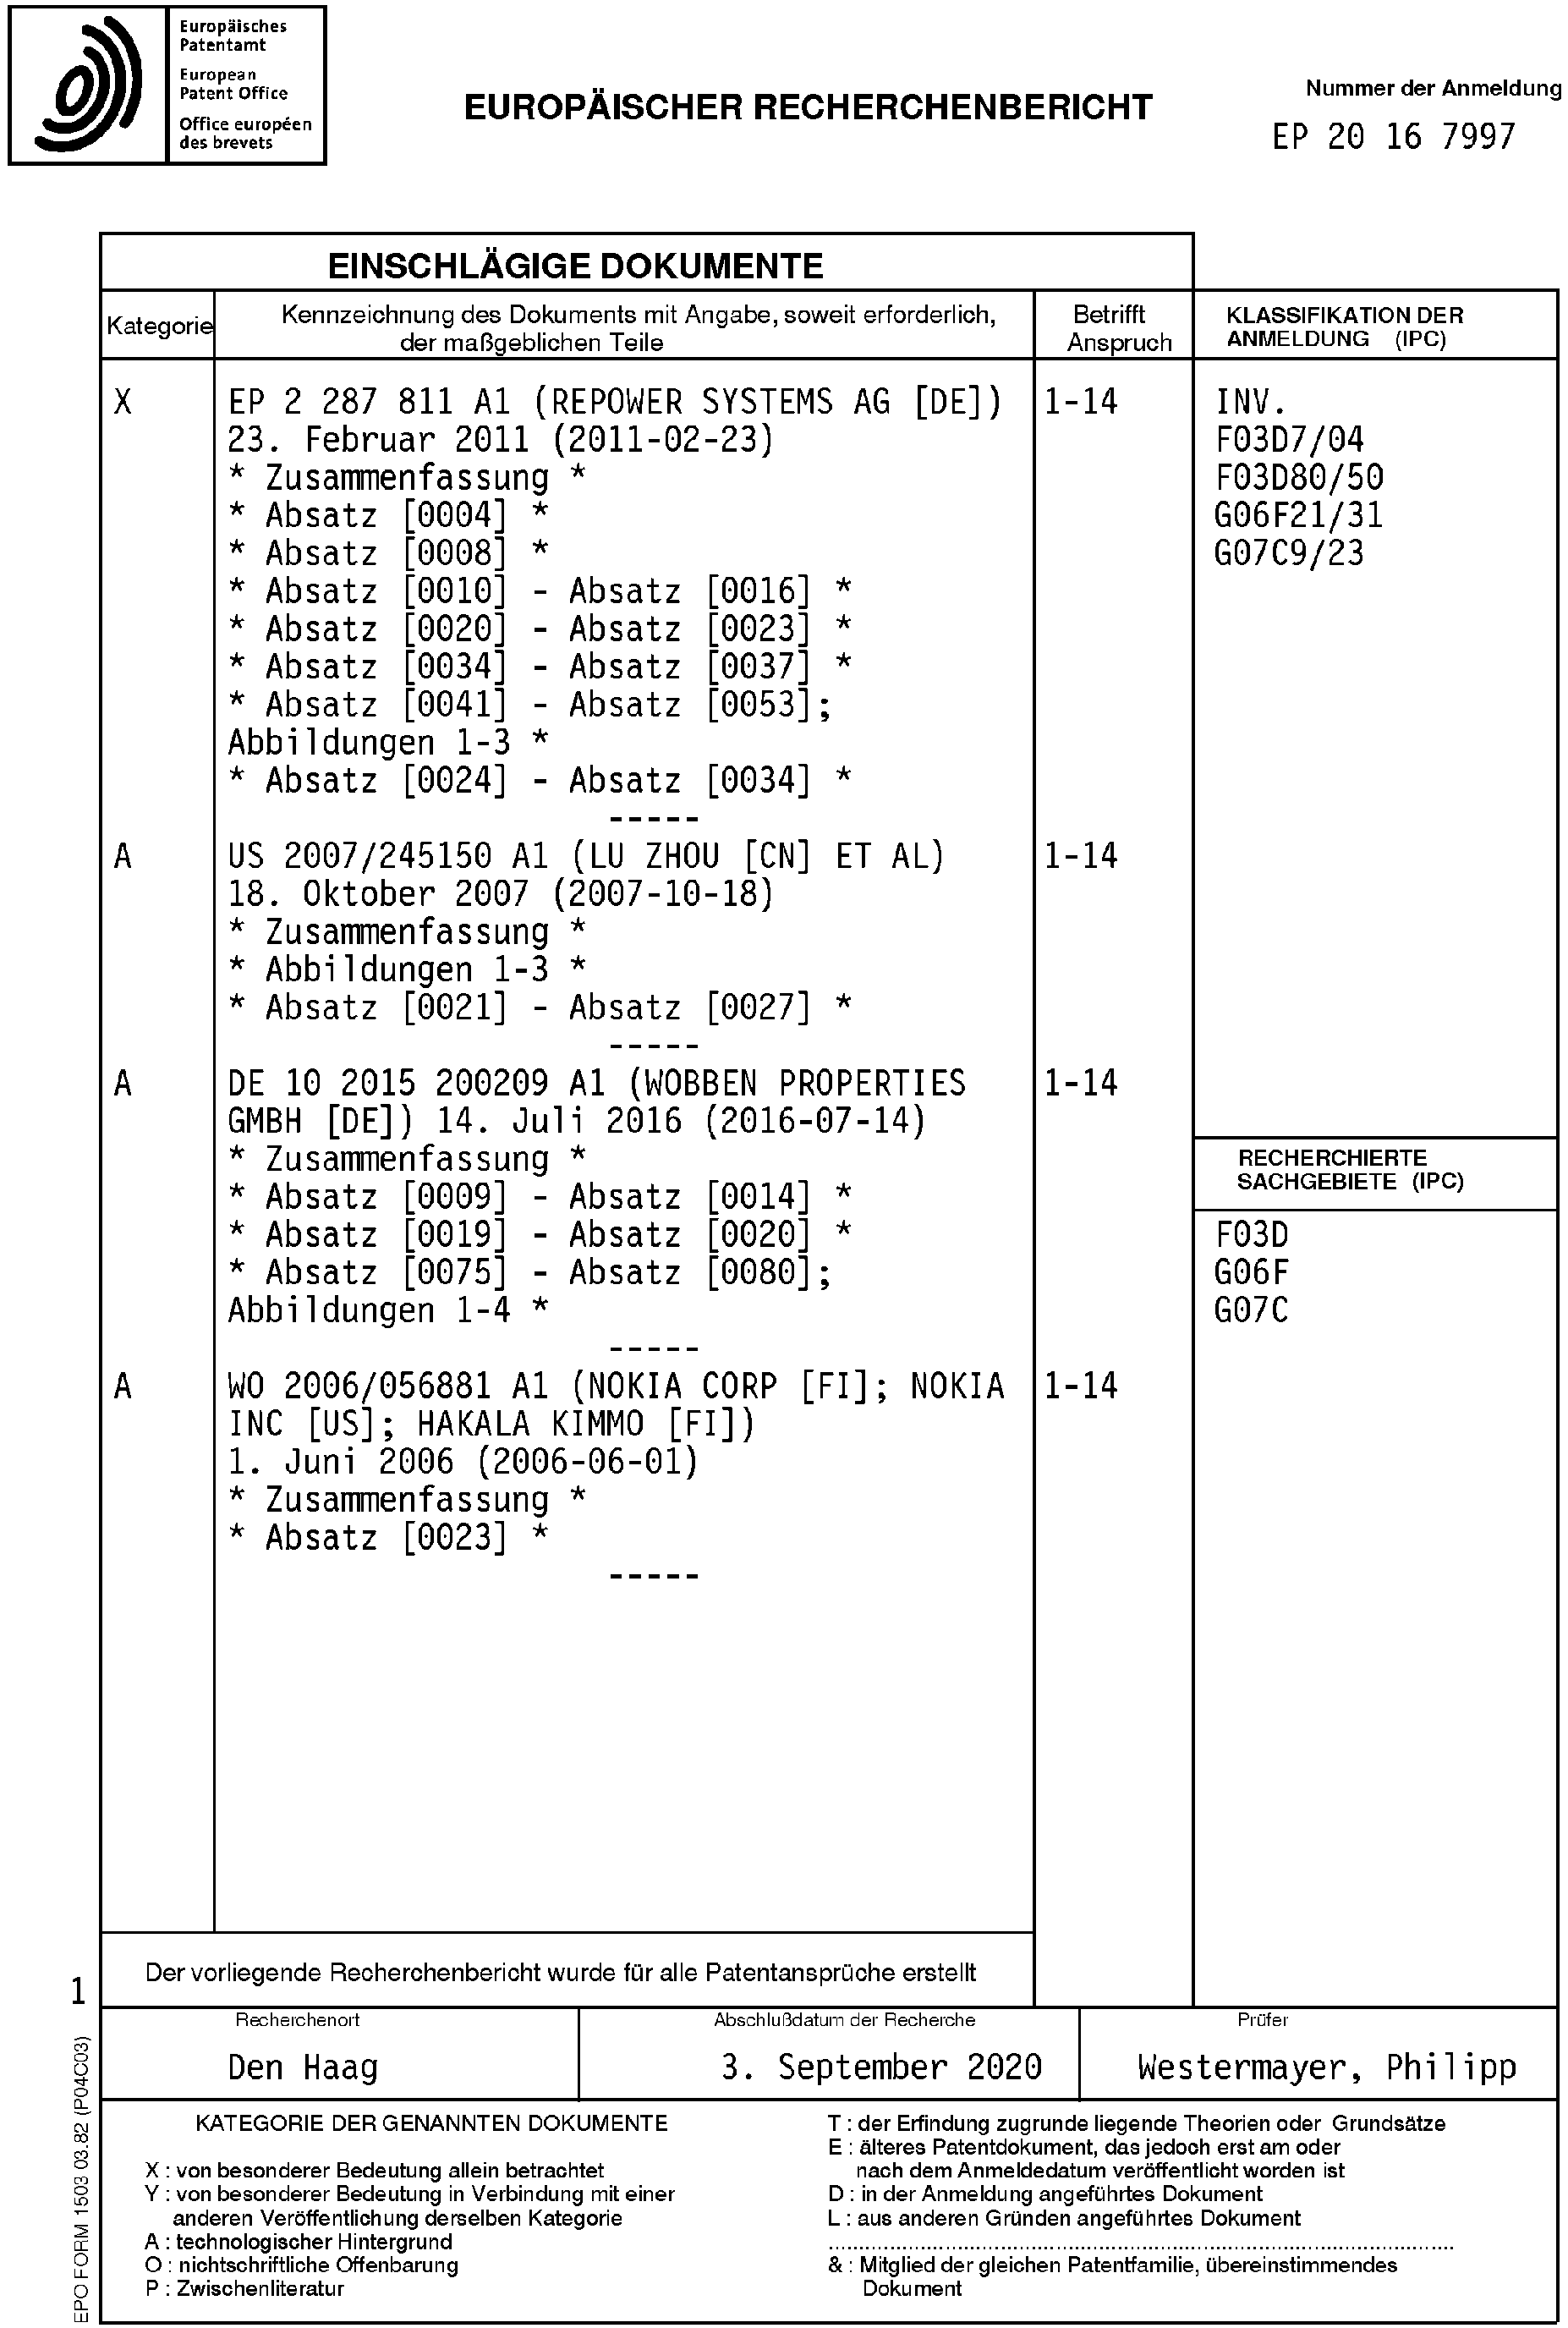 Europäisches
Patentamt
European
Patent Office
Office européen
des brevets
EUROPÄISCHER RECHERCHENBERICHT
Nummer der Anmeldung
EP 20 16 7997
EINSCHLÄGIGE DOKUMENTE
Kategorie
Kennzeichnung des Dokuments mit Angabe, soweit erforderlich,
der maßgeblichen Teile
Betrifft
Anspruch
KLASSIFIKATION DER
ANMELDUNG (IPC)
X
EP 2 287 811 A1 (REPOWER SYSTEMS AG [DE])
23. Februar 2011 (2011-02-23)
* Zusammenfassung *
* Absatz [0004] *
* Absatz [0008] *
* Absatz [0010] - Absatz [0016] *
* Absatz [0020] - Absatz [0023] *
* Absatz [0034] - Absatz [0037] *
* Absatz [0041] - Absatz [0053];
Abbildungen 1-3 *
* Absatz [0024] - Absatz [0034] *
-----
1-14
INV.
F03D7/04
F03D80/50
G06F21/31
G07C9/23
A
US 2007/245150 A1 (LU ZHOU [CN] ET AL)
18. Oktober 2007 (2007-10-18)
* Zusammenfassung *
* Abbildungen 1-3 *
* Absatz [0021] - Absatz [0027] *
-----
1-14
A
DE 10 2015 200209 A1 (WOBBEN PROPERTIES
GMBH [DE]) 14. Juli 2016 (2016-07-14)
* Zusammenfassung *
* Absatz [0009] - Absatz [0014] *
* Absatz [0019] - Absatz [0020] *
* Absatz [0075] - Absatz [0080];
Abbildungen 1-4 *
-----
1-14
RECHERCHIERTE
SACHGEBIETE (IPC)
F03D
G06F
G07C
A
WO 2006/056881 A1 (NOKIA CORP [FI]; NOKIA
INC [US]; HAKALA KIMMO [FI])
1. Juni 2006 (2006-06-01)
* Zusammenfassung *
* Absatz [0023] *
-----
1-14
Der vorliegende Recherchenbericht wurde für alle Patentansprüche erstellt
1
Recherchenort
Den Haag
Abschlußdatum der Recherche
3. September 2020
Prüfer
Westermayer, Philipp
KATEGORIE DER GENANNTEN DOKUMENTE
X : von besonderer Bedeutung allein betrachtet
Y : von besonderer Bedeutung in Verbindung mit einer
anderen Veröffentlichung derselben Kategorie
A : technologischer Hintergrund
O : nichtschriftliche Offenbarung
P : Zwischenliteratur
T : der Erfindung zugrunde liegende Theorien oder Grundsätze
E : älteres Patentdokument, das jedoch erst am oder
nach dem Anmeldedatum veröffentlicht worden ist
D : in der Anmeldung angeführtes Dokument
L : aus anderen Gründen angeführtes Dokument
& : Mitglied der gleichen Patentfamilie, übereinstimmendes
Dokument
EPO FORM 1503 03.82 (P04C03)